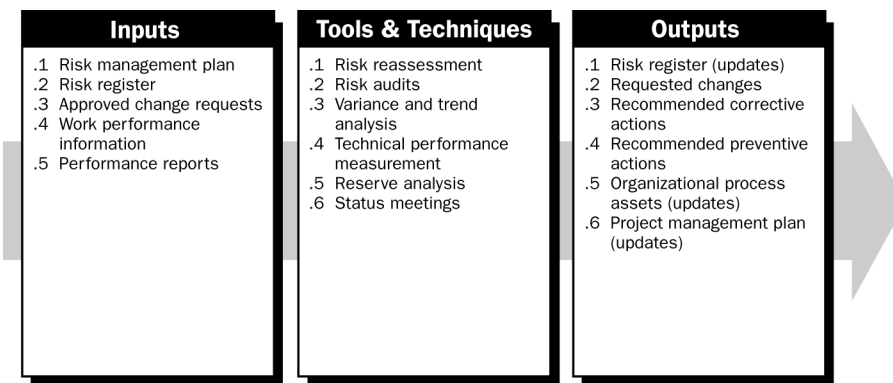 Inputs
.1 Risk management plan
.2 Risk register
.3 Approved change requests
.4 Work performance
information
.5 Performance reports
Tools & Techniques
.1 Risk reassessment
.2 Risk audits
.3 Variance and trend
analysis
.4 Technical performance
measurement
.5 Reserve analysis
.6 Status meetings
Outputs
.1 Risk register (updates)
.2 Requested changes
.3 Recommended corrective
actions
.4 Recommended preventive
actions
.5 Organizational process
assets (updates)
.6 Project management plan
(updates)